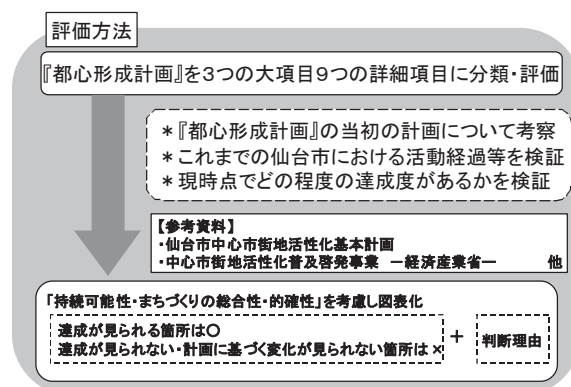 評価方法
『都心形成計画』を3つの大項目9つの詳細項目に分類・評価
＊『都心形成計画』の当初の計画について考察
＊これまでの仙台市における活動経過等を検証
＊現時点でどの程度の達成度があるかを検証
【参考資料】
・仙台市中心市街地活性化基本計画
・中心市街地活性化普及啓発事業 －経済産業省－ 他
「持続可能性・まちづくりの総合性・的確性」を考慮し図表化
達成が見られる箇所は○
達成が見られない・計画に基づく変化が見られない箇所は×
＋
判断理由